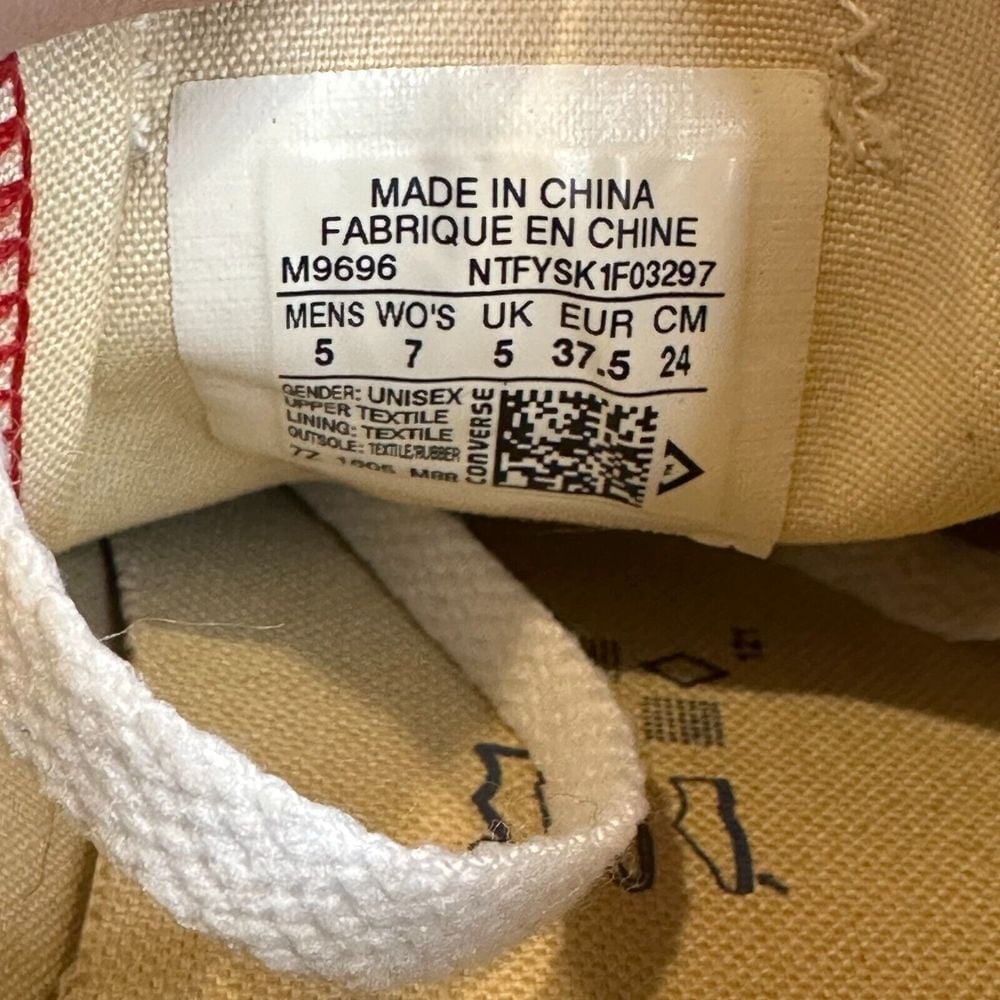 MADE IN CHINA
FABRIQUE EN CHINE
M9696 NTFYSK1F03297
MENS WO'S UK EUR CM
5 7 5 37.5 24
GENDER: UNISEX
UPPER TEXTILE
LINING: TEXTILE
OUTSOLE: TEXTILE/RUBBER
CONVERSE